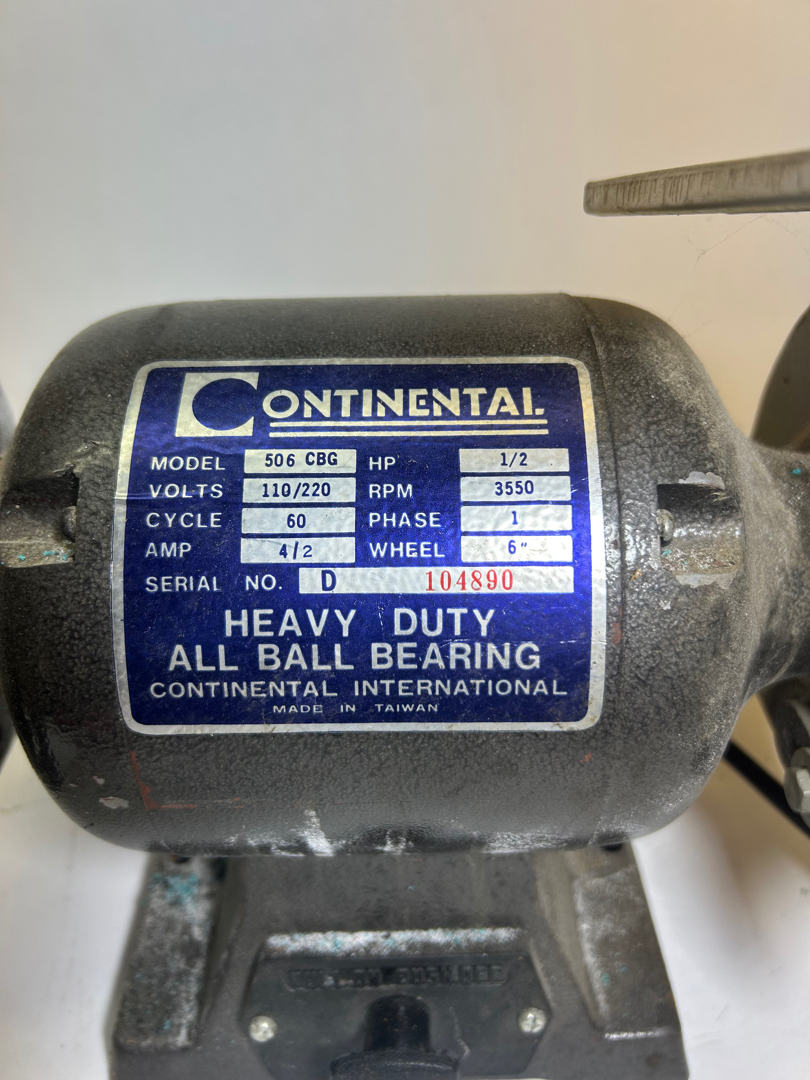 CONTINENTAL
MODEL 506 CBG HP 1/2
VOLTS 110/220 RPM 3550
CYCLE 60 PHASE 1
AMP 4/2 WHEEL 6"
SERIAL NO. D 104890
HEAVY DUTY
ALL BALL BEARING
CONTINENTAL INTERNATIONAL
MADE IN TAIWAN